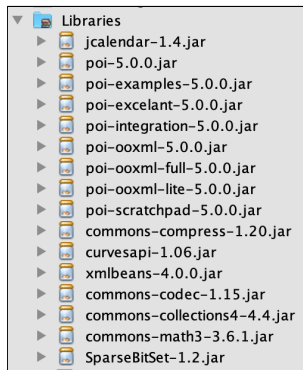 Libraries
jcalendar-1.4.jar
poi-5.0.0.jar
poi-examples-5.0.0.jar
poi-excelant-5.0.0.jar
poi-integration-5.0.0.jar
poi-ooxml-5.0.0.jar
poi-ooxml-full-5.0.0.jar
poi-ooxml-lite-5.0.0.jar
poi-scratchpad-5.0.0.jar
commons-compress-1.20.jar
curvesapi-1.06.jar
xmlbeans-4.0.0.jar
commons-codec-1.15.jar
commons-collections4-4.4.jar
commons-math3-3.6.1.jar
SparseBitSet-1.2.jar